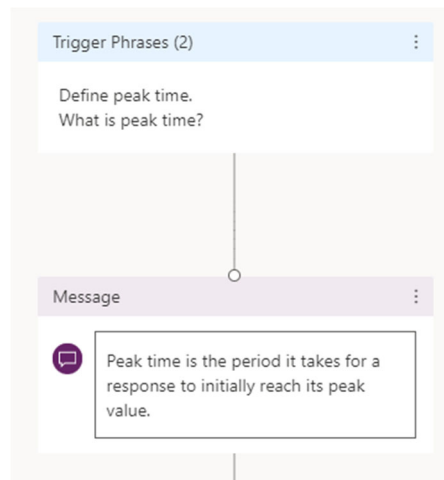 Trigger Phrases (2)
Define peak time.
What is peak time?
Message
Peak time is the period it takes for a
response to initially reach its peak
value.